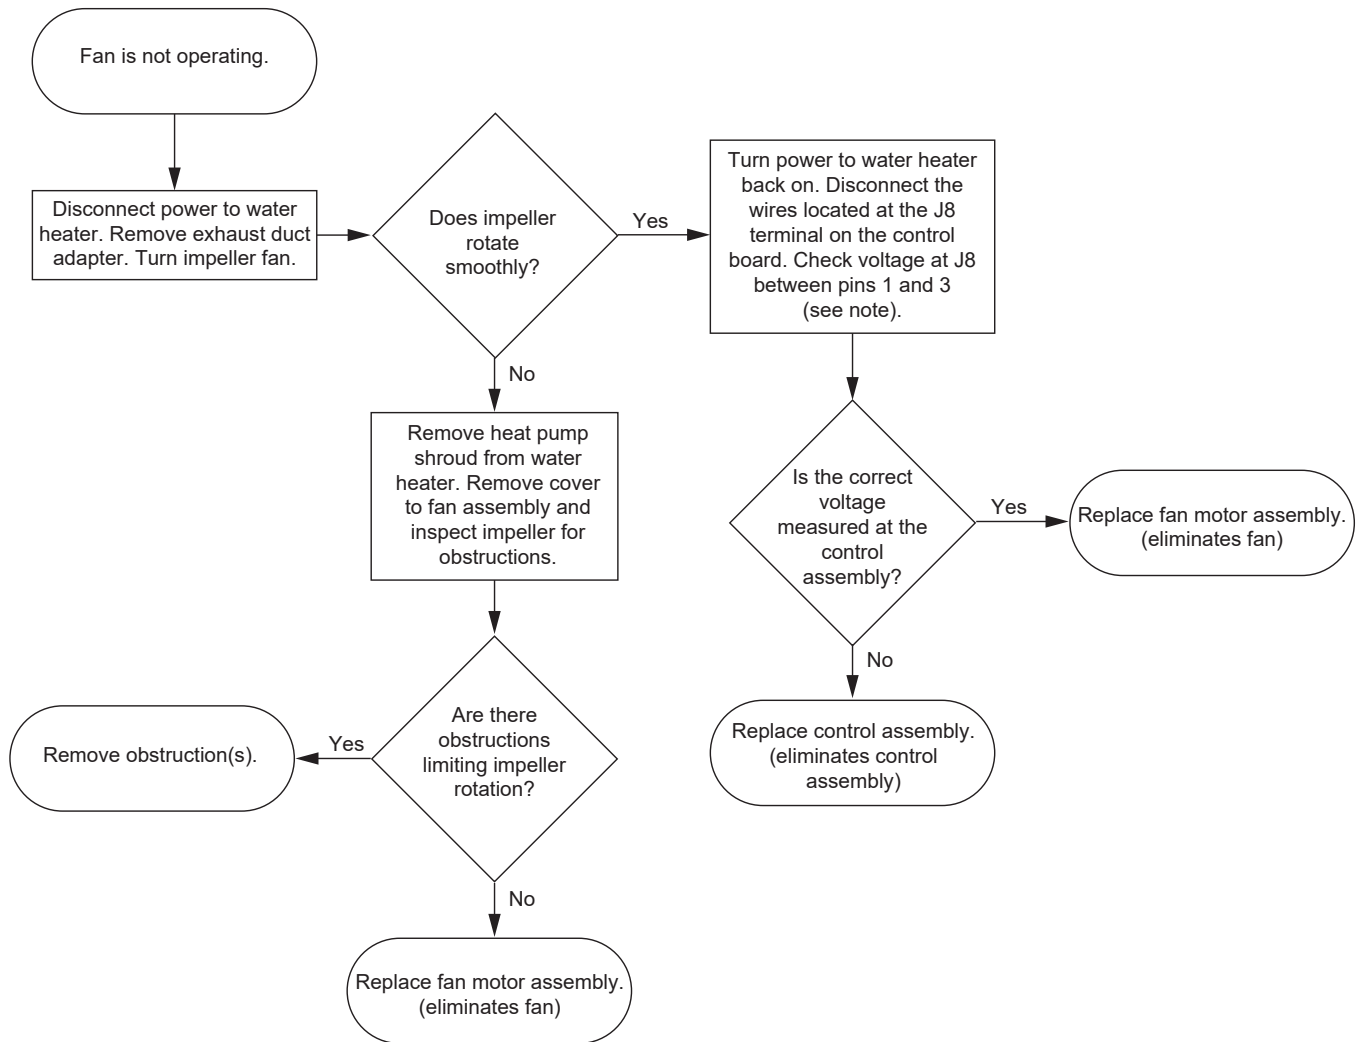 Fan is not operating.
Disconnect power to water
heater. Remove exhaust duct
adapter. Turn impeller fan.
Does impeller
rotate
smoothly?
Yes
Turn power to water heater
back on. Disconnect the
wires located at the J8
terminal on the control
board. Check voltage at J8
between pins 1 and 3
(see note).
No
Remove heat pump
shroud from water
heater. Remove cover
to fan assembly and
inspect impeller for
obstructions.
Is the correct
voltage
measured at the
control
assembly?
Yes
Replace fan motor assembly.
(eliminates fan)
No
Replace control assembly.
(eliminates control
assembly)
Are there
obstructions
limiting impeller
rotation?
Yes
Remove obstruction(s).
No
Replace fan motor assembly.
(eliminates fan)